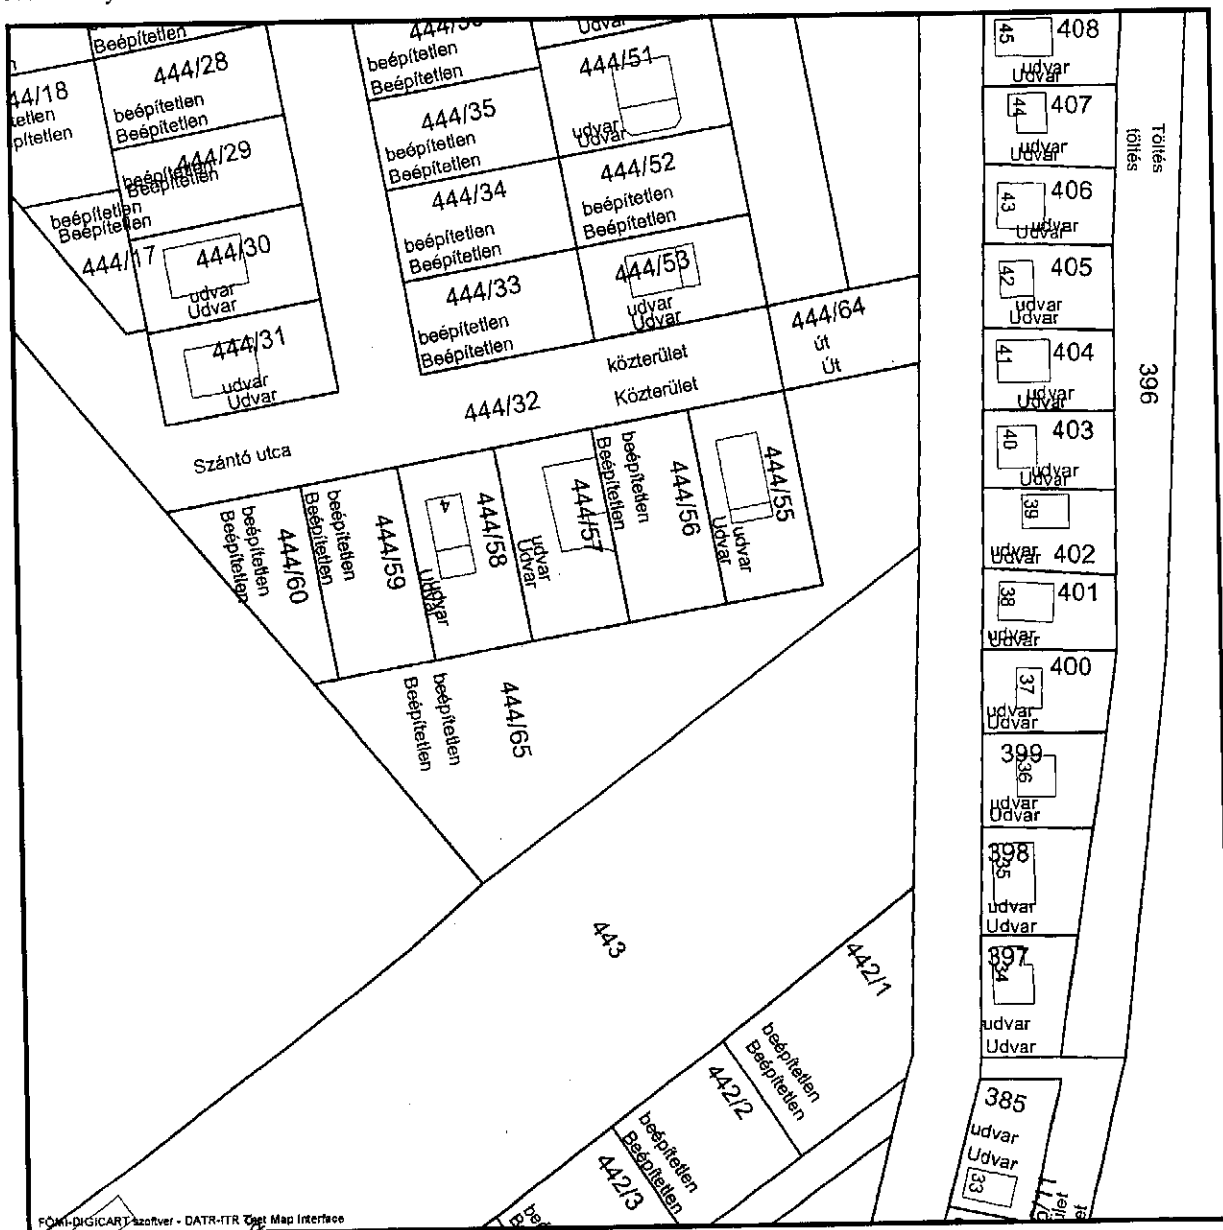 Beépítetlen
444/28
beépítetlen
Beépítetlen
444/29
beépítetlen
Beépítetlen
beépítetlen
Beépítetlen
444/17
444/30
udvar
Udvar
444/31
udvar
Udvar
beépítetlen
Beépítetlen
444/35
beépítetlen
Beépítetlen
444/34
beépítetlen
Beépítetlen
444/33
beépítetlen
Beépítetlen
Udvar
444/51
udvar
Udvar
444/52
beépítetlen
Beépítetlen
444/53
udvar
Udvar
444/64
út
Út
közterület
Közterület
444/32
Szántó utca
444/60
beépítetlen
Beépítetlen
444/59
beépítetlen
Beépítetlen
444/58
4
udvar
Udvar
444/57
udvar
Udvar
444/56
beépítetlen
Beépítetlen
444/55
udvar
Udvar
444/65
beépítetlen
Beépítetlen
443
442/1
beépítetlen
Beépítetlen
442/2
beépítetlen
Beépítetlen
442/3
45
408
udvar
Udvar
44
407
udvar
Udvar
43
406
udvar
Udvar
42
405
udvar
Udvar
41
404
udvar
Udvar
40
403
udvar
Udvar
39
402
udvar
Udvar
38
401
udvar
Udvar
37
400
udvar
Udvar
36
399
udvar
Udvar
35
398
udvar
Udvar
34
397
udvar
Udvar
385
udvar
Udvar
33
Töltés
töltés
396
FÖMI-DIGICART szoftver - DATR-ITR Test Map Interface